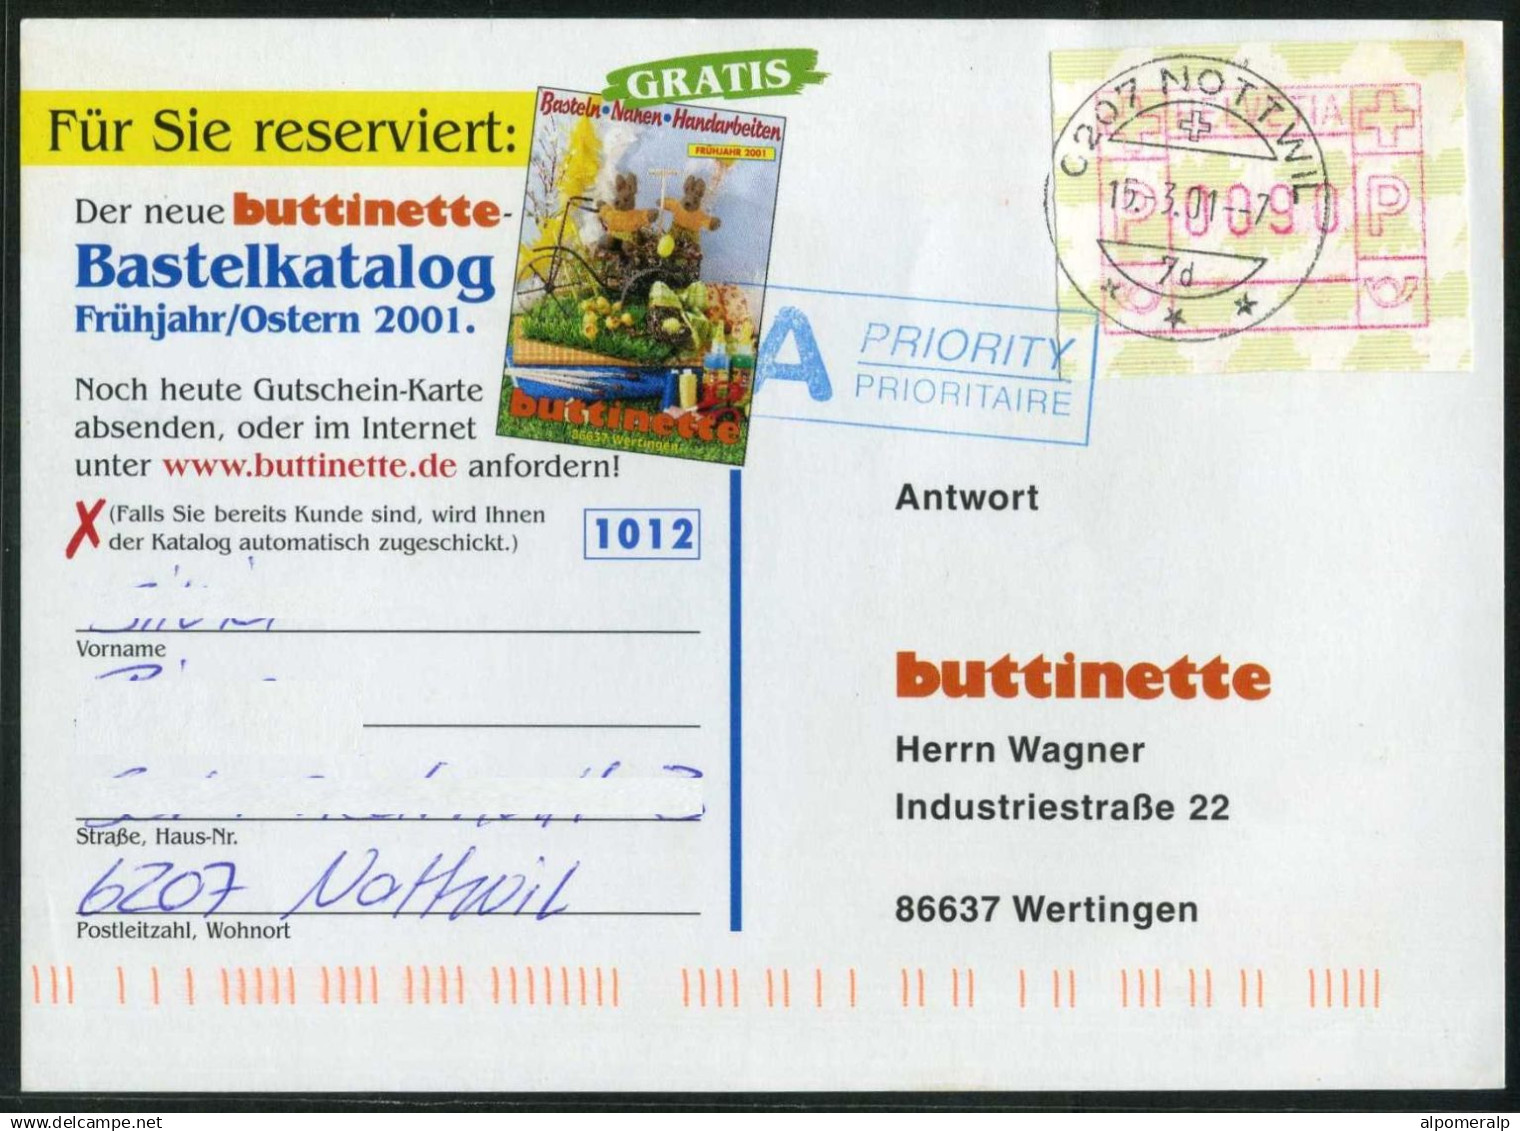 GRATIS
Für Sie reserviert:
Basteln • Nähen • Handarbeiten
FRÜHJAHR 2001
Der neue buttinette-
Bastelkatalog
Frühjahr/Ostern 2001.
Noch heute Gutschein-Karte
absenden, oder im Internet
unter www.buttinette.de anfordern!
buttinette
86637 Wertingen
(Falls Sie bereits Kunde sind, wird Ihnen
der Katalog automatisch zugeschickt.)
1012
Vorname
Straße, Haus-Nr.
6207 Nottwil
Postleitzahl, Wohnort
HELVETIA
P 0090 P
6207 NOTTWIL
15.-3.01--7
7d
A PRIORITY
PRIORITAIRE
Antwort
buttinette
Herrn Wagner
Industriestraße 22
86637 Wertingen
alpomeralp